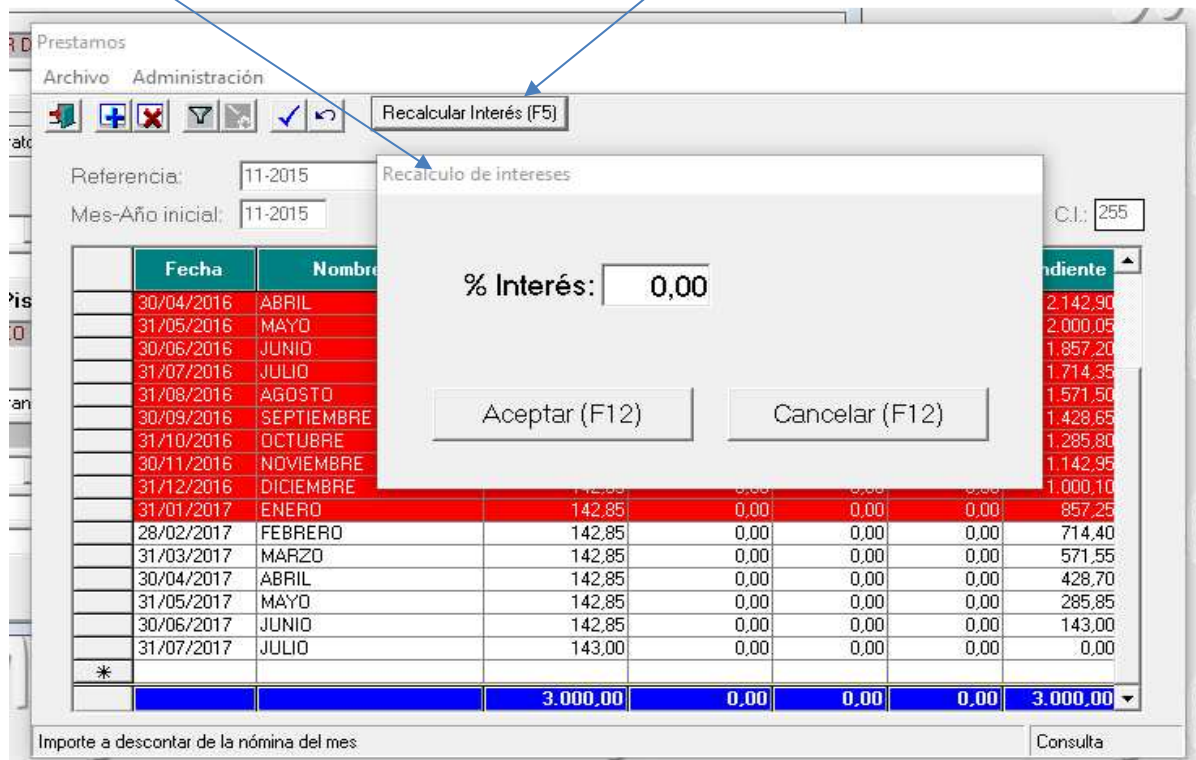 Prestamos
Archivo Administración
Recalcular Interés (F5)
Referencia: 11-2015
Recálculo de intereses
Mes-Año inicial: 11-2015 C.I.: 255
Fecha Nombre ndiente
% Interés: 0,00
30/04/2016 ABRIL 2.142,90
31/05/2016 MAYO 2.000,05
30/06/2016 JUNIO 1.857,20
31/07/2016 JULIO 1.714,35
31/08/2016 AGOSTO 1.571,50
Aceptar (F12) Cancelar (F12)
30/09/2016 SEPTIEMBRE 1.428,65
31/10/2016 OCTUBRE 1.285,80
30/11/2016 NOVIEMBRE 1.142,95
31/12/2016 DICIEMBRE 1.000,10
31/01/2017 ENERO 142,85 0,00 0,00 0,00 857,25
28/02/2017 FEBRERO 142,85 0,00 0,00 0,00 714,40
31/03/2017 MARZO 142,85 0,00 0,00 0,00 571,55
30/04/2017 ABRIL 142,85 0,00 0,00 0,00 428,70
31/05/2017 MAYO 142,85 0,00 0,00 0,00 285,85
30/06/2017 JUNIO 142,85 0,00 0,00 0,00 143,00
31/07/2017 JULIO 143,00 0,00 0,00 0,00 0,00
*
3.000,00 0,00 0,00 0,00 3.000,00
Importe a descontar de la nómina del mes Consulta